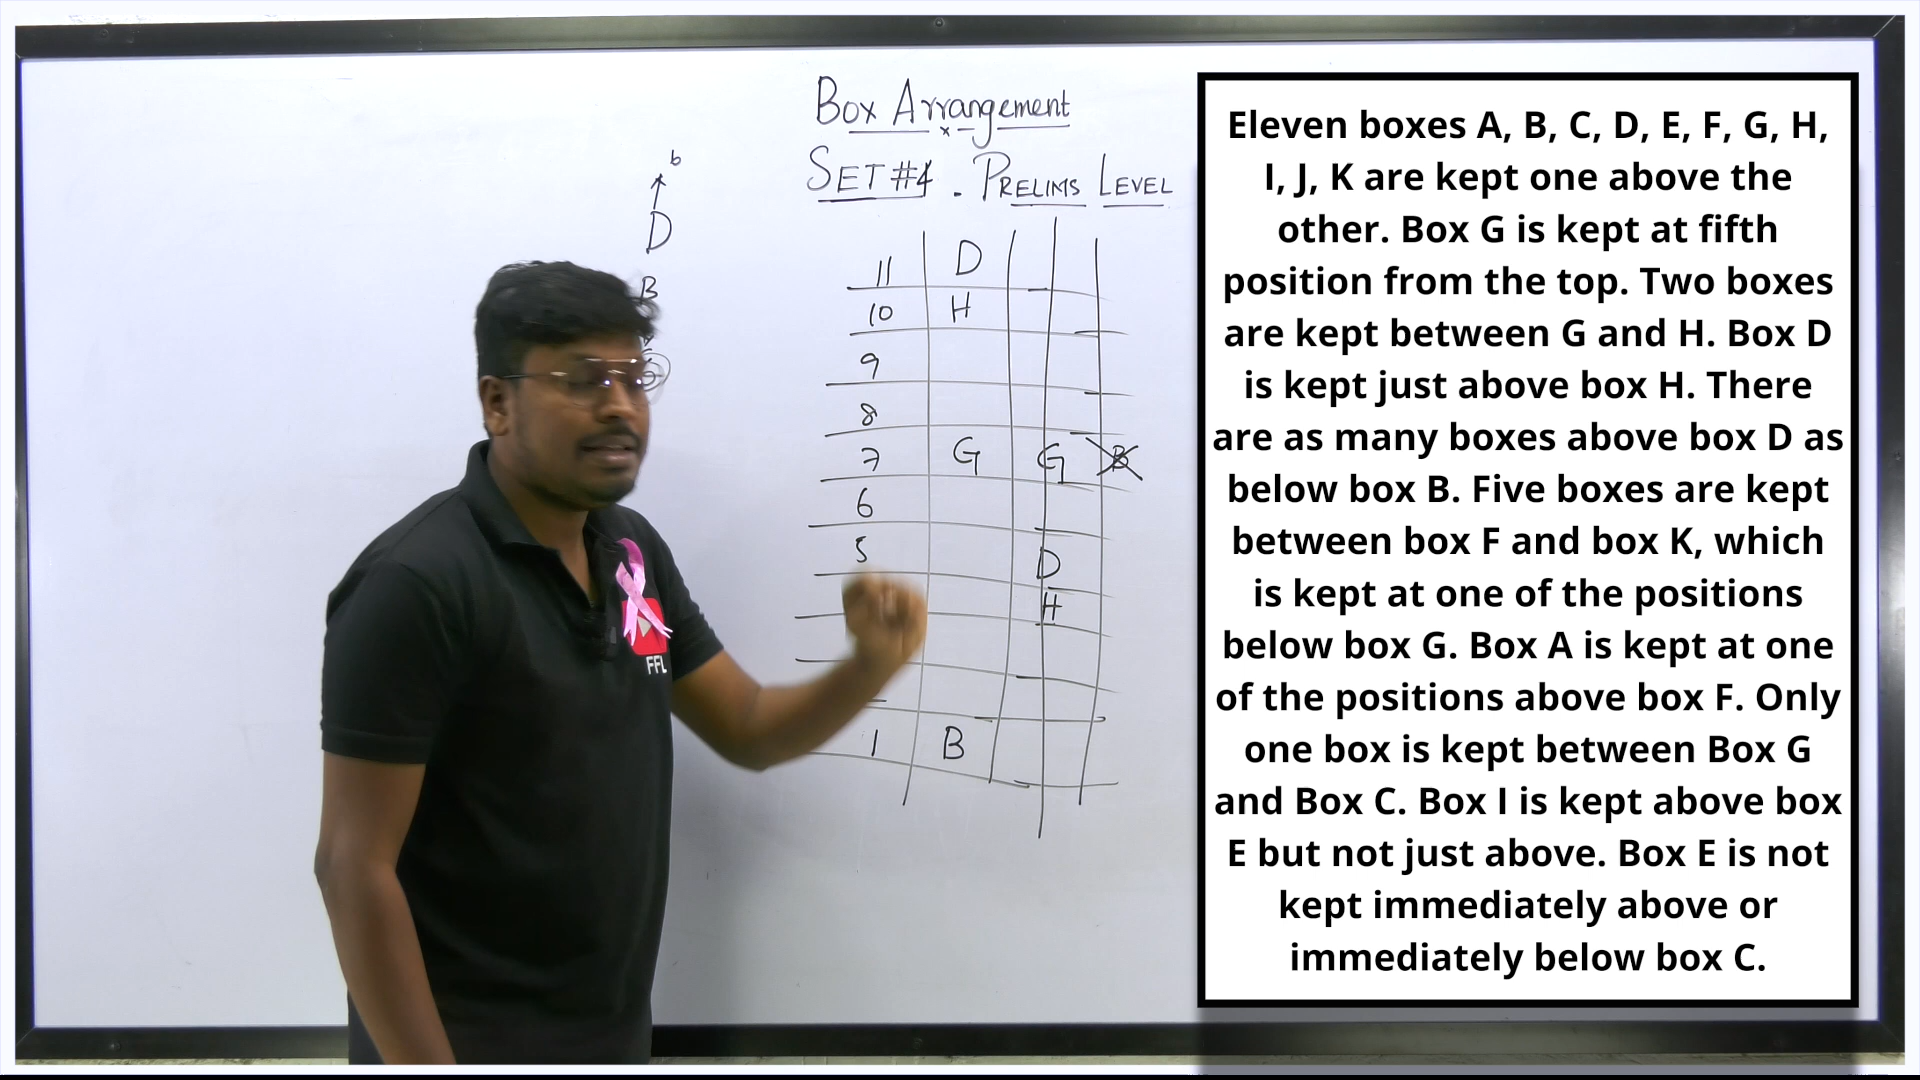 Box Arrangement
x
SET #4 - PRELIMS LEVEL
b
D
B
11 D
10 H
9
8
7 G G B
6
5 D
H
1 B
FFL
Eleven boxes A, B, C, D, E, F, G, H,
I, J, K are kept one above the
other. Box G is kept at fifth
position from the top. Two boxes
are kept between G and H. Box D
is kept just above box H. There
are as many boxes above box D as
below box B. Five boxes are kept
between box F and box K, which
is kept at one of the positions
below box G. Box A is kept at one
of the positions above box F. Only
one box is kept between Box G
and Box C. Box I is kept above box
E but not just above. Box E is not
kept immediately above or
immediately below box C.